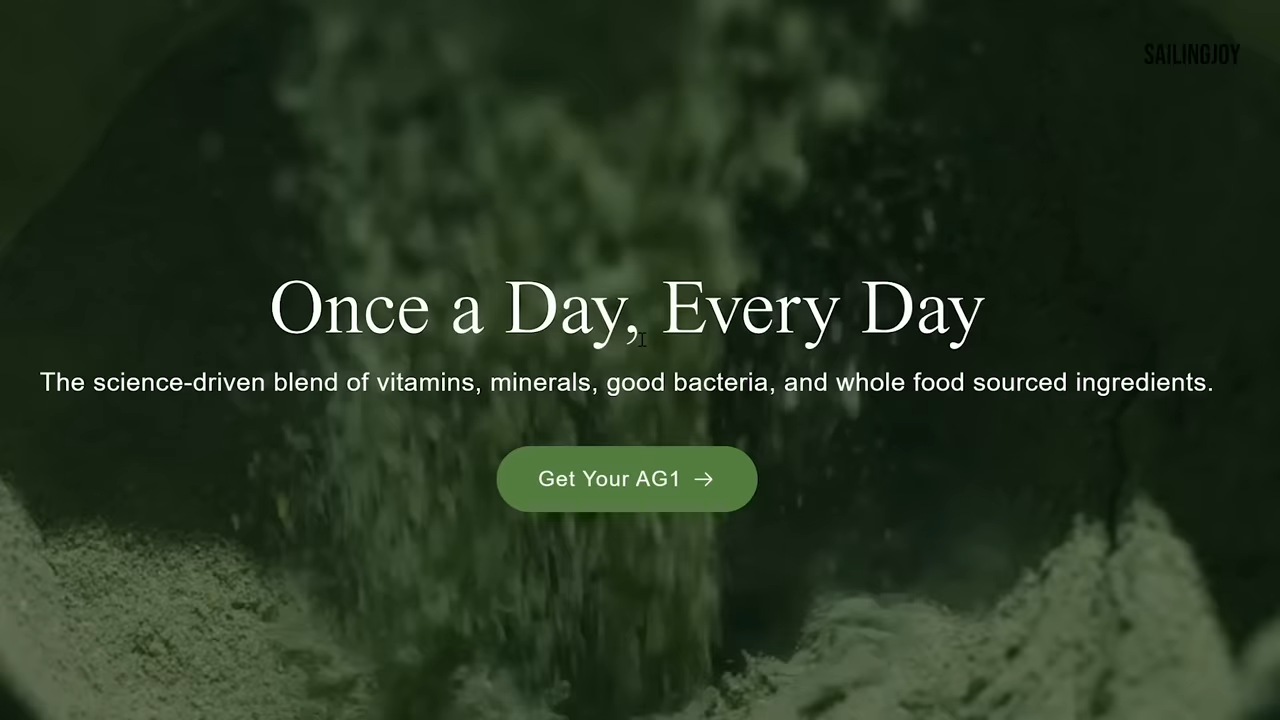 SAILINGJOY
Once a Day, Every Day
The science-driven blend of vitamins, minerals, good bacteria, and whole food sourced ingredients.
Get Your AG1 →